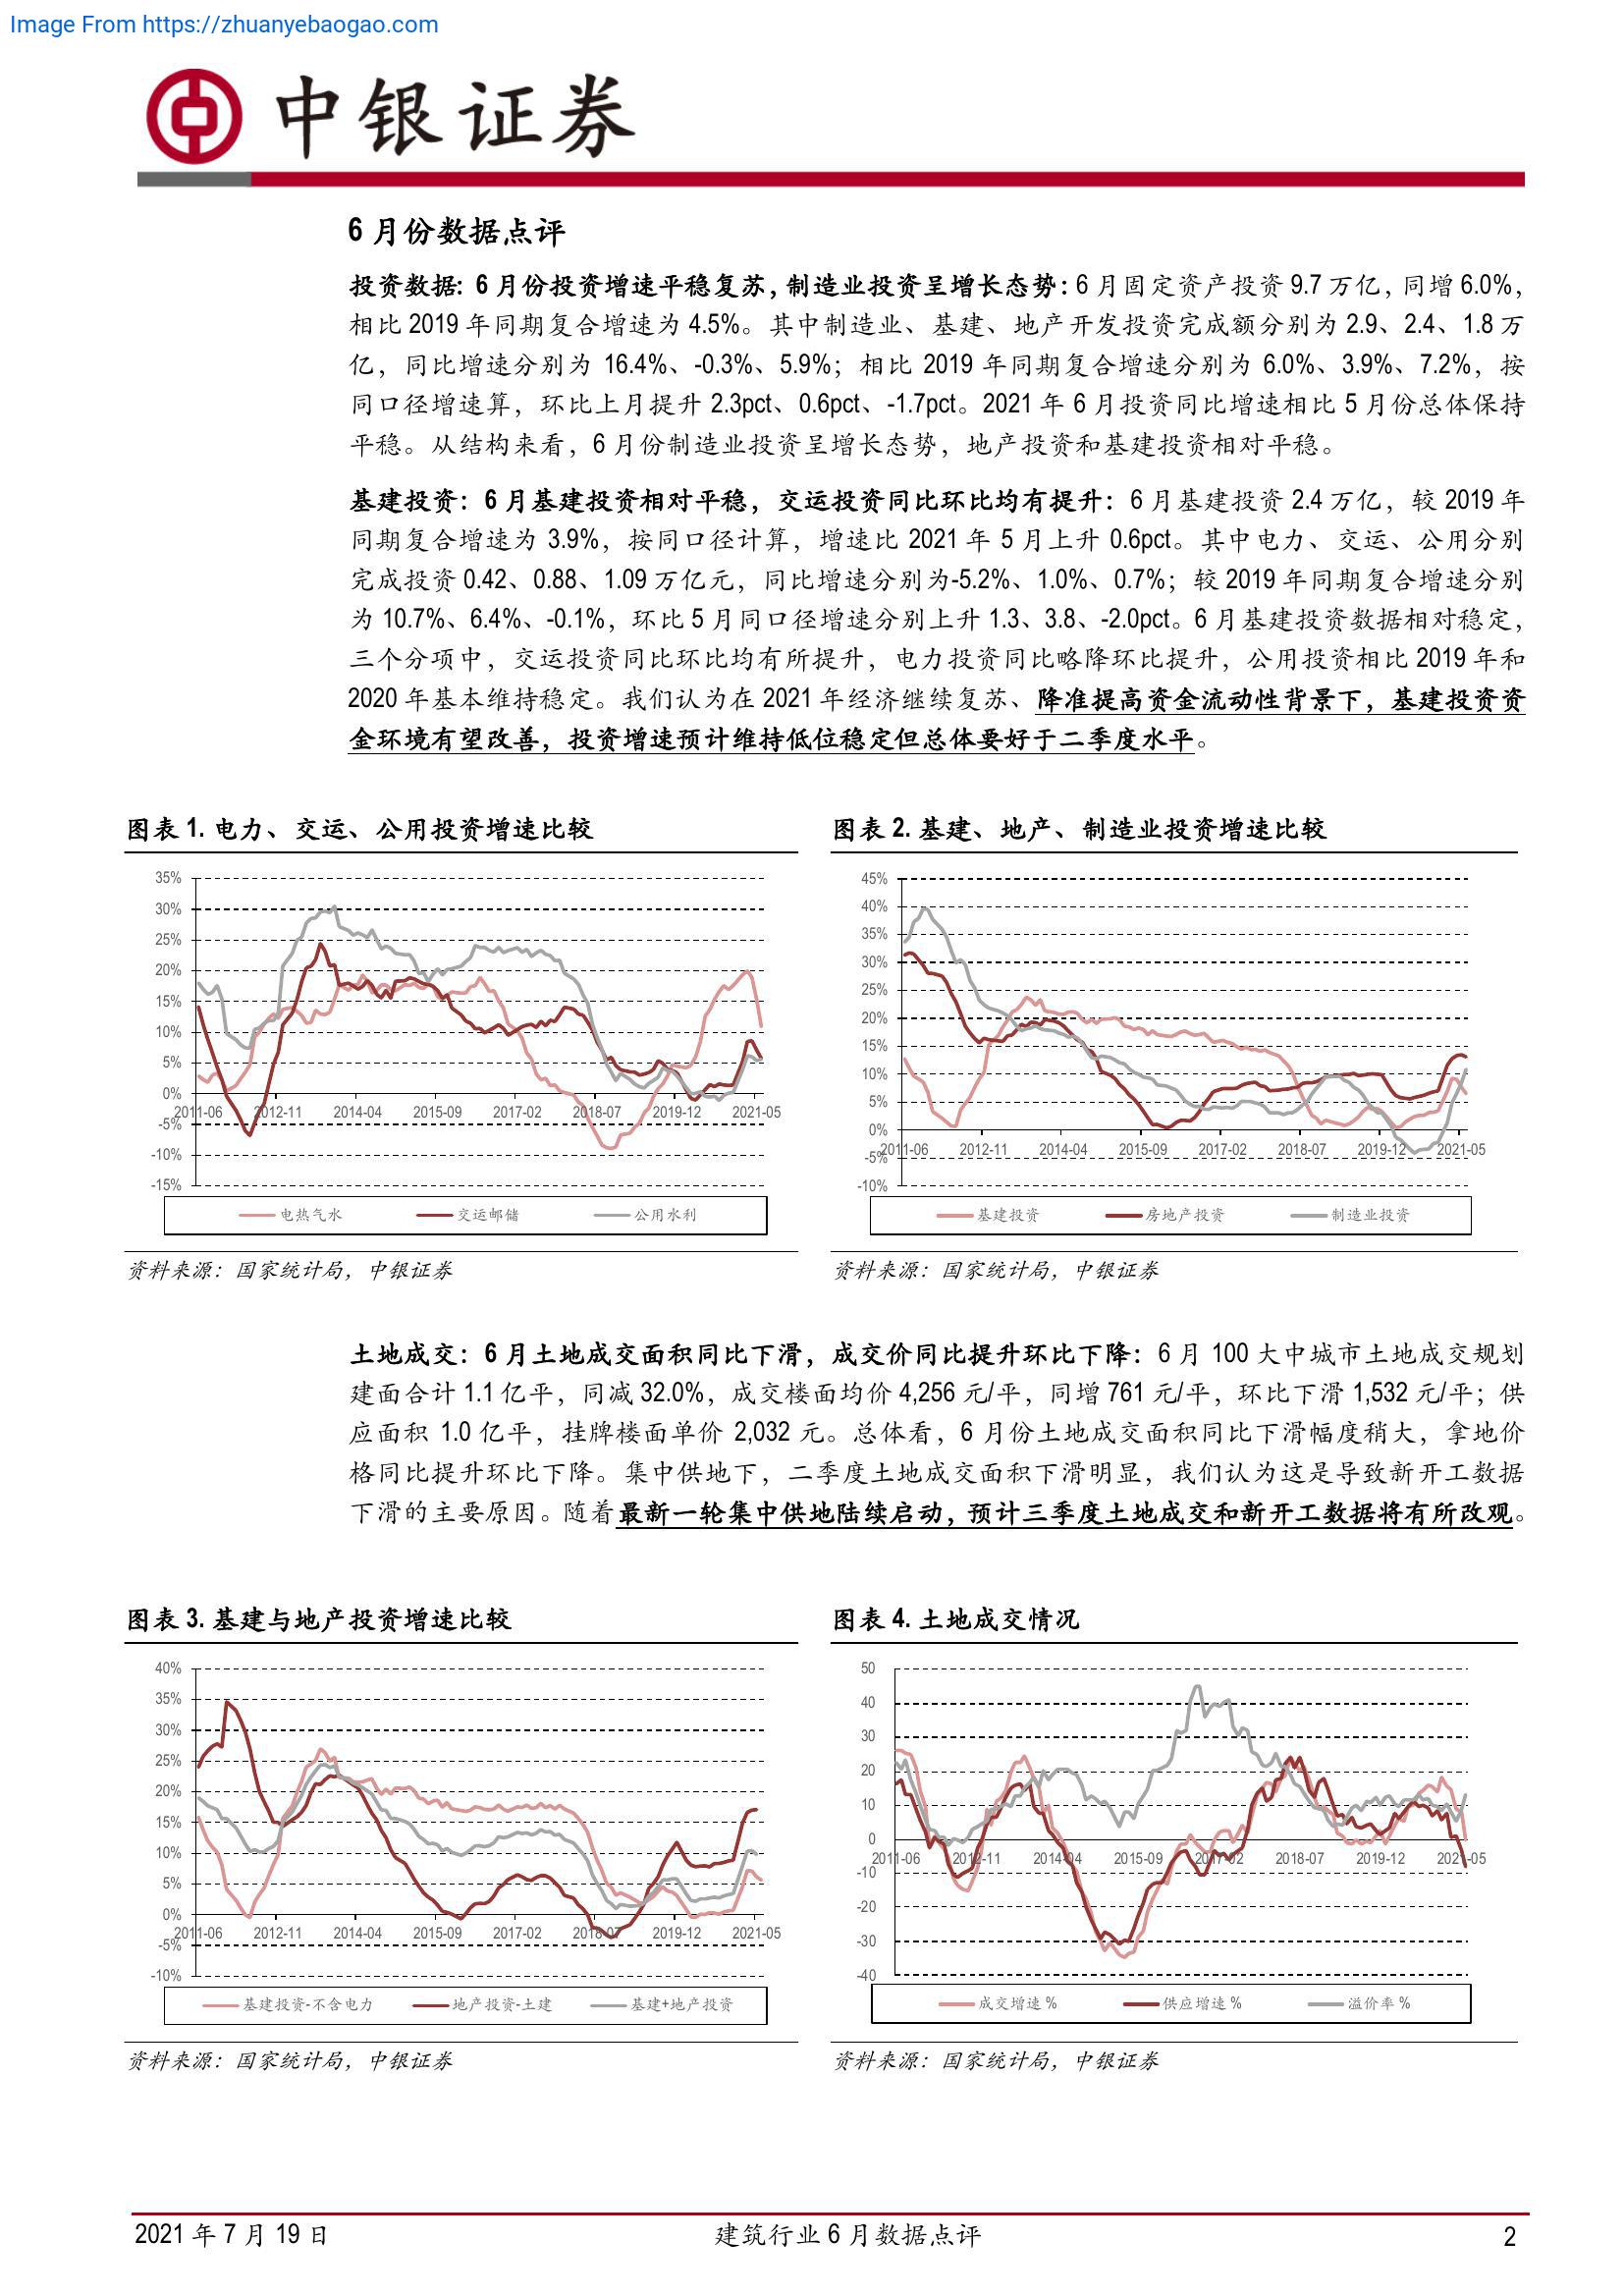 Image From https://zhuanyebaogao.com
中银证券
6 月份数据点评
投资数据：6 月份投资增速平稳复苏，制造业投资呈增长态势：6 月固定资产投资 9.7 万亿，同增 6.0%，
相比 2019 年同期复合增速为 4.5%。其中制造业、基建、地产开发投资完成额分别为 2.9、2.4、1.8 万
亿，同比增速分别为 16.4%、-0.3%、5.9%；相比 2019 年同期复合增速分别为 6.0%、3.9%、7.2%，按
同口径增速算，环比上月提升 2.3pct、0.6pct、-1.7pct。2021 年 6 月投资同比增速相比 5 月份总体保持
平稳。从结构来看，6 月份制造业投资呈增长态势，地产投资和基建投资相对平稳。
基建投资：6 月基建投资相对平稳，交运投资同比环比均有提升：6 月基建投资 2.4 万亿，较 2019 年
同期复合增速为 3.9%，按同口径计算，增速比 2021 年 5 月上升 0.6pct。其中电力、交运、公用分别
完成投资 0.42、0.88、1.09 万亿元，同比增速分别为-5.2%、1.0%、0.7%；较 2019 年同期复合增速分别
为 10.7%、6.4%、-0.1%，环比 5 月同口径增速分别上升 1.3、3.8、-2.0pct。6 月基建投资数据相对稳定，
三个分项中，交运投资同比环比均有所提升，电力投资同比略降环比提升，公用投资相比 2019 年和
2020 年基本维持稳定。我们认为在 2021 年经济继续复苏、降准提高资金流动性背景下，基建投资资
金环境有望改善，投资增速预计维持低位稳定但总体要好于二季度水平。
图表 1. 电力、交运、公用投资增速比较
35%
30%
25%
20%
15%
10%
5%
0%
-5%
-10%
-15%
2011-06 2012-11 2014-04 2015-09 2017-02 2018-07 2019-12 2021-05
电热气水 交运邮储 公用水利
资料来源：国家统计局，中银证券
图表 2. 基建、地产、制造业投资增速比较
45%
40%
35%
30%
25%
20%
15%
10%
5%
0%
-5%
-10%
2011-06 2012-11 2014-04 2015-09 2017-02 2018-07 2019-12 2021-05
基建投资 房地产投资 制造业投资
资料来源：国家统计局，中银证券
土地成交：6 月土地成交面积同比下滑，成交价同比提升环比下降：6 月 100 大中城市土地成交规划
建面合计 1.1 亿平，同减 32.0%，成交楼面均价 4,256 元/平，同增 761 元/平，环比下滑 1,532 元/平；供
应面积 1.0 亿平，挂牌楼面单价 2,032 元。总体看，6 月份土地成交面积同比下滑幅度稍大，拿地价
格同比提升环比下降。集中供地下，二季度土地成交面积下滑明显，我们认为这是导致新开工数据
下滑的主要原因。随着最新一轮集中供地陆续启动，预计三季度土地成交和新开工数据将有所改观。
图表 3. 基建与地产投资增速比较
40%
35%
30%
25%
20%
15%
10%
5%
0%
-5%
-10%
2011-06 2012-11 2014-04 2015-09 2017-02 2018-07 2019-12 2021-05
基建投资-不含电力 地产投资-土建 基建+地产投资
资料来源：国家统计局，中银证券
图表 4. 土地成交情况
50
40
30
20
10
0
-10
-20
-30
-40
2011-06 2012-11 2014-04 2015-09 2017-02 2018-07 2019-12 2021-05
成交增速 % 供应增速 % 溢价率 %
资料来源：国家统计局，中银证券
2021 年 7 月 19 日 建筑行业 6 月数据点评 2